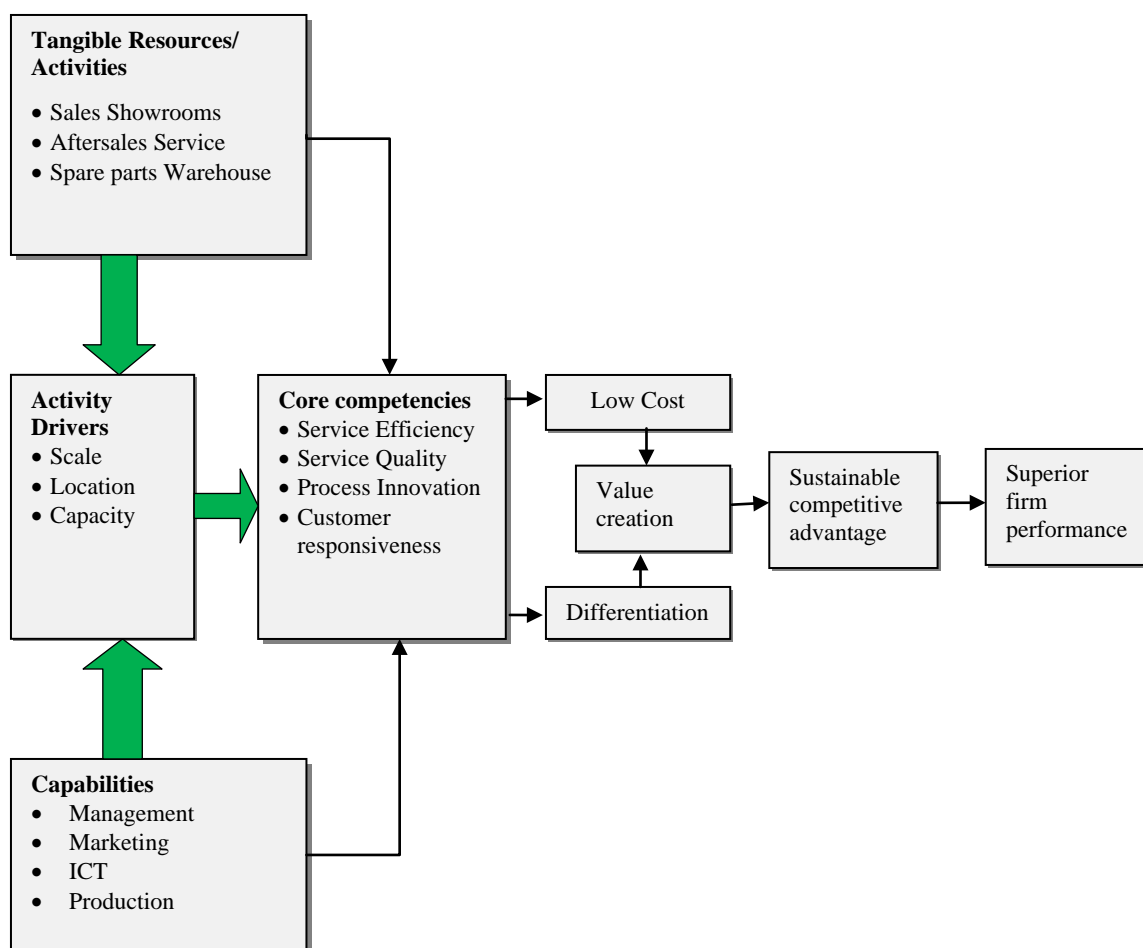 Tangible Resources/
Activities
• Sales Showrooms
• Aftersales Service
• Spare parts Warehouse
Activity
Drivers
• Scale
• Location
• Capacity
Core competencies
• Service Efficiency
• Service Quality
• Process Innovation
• Customer
responsiveness
Low Cost
Value
creation
Differentiation
Sustainable
competitive
advantage
Superior
firm
performance
Capabilities
• Management
• Marketing
• ICT
• Production